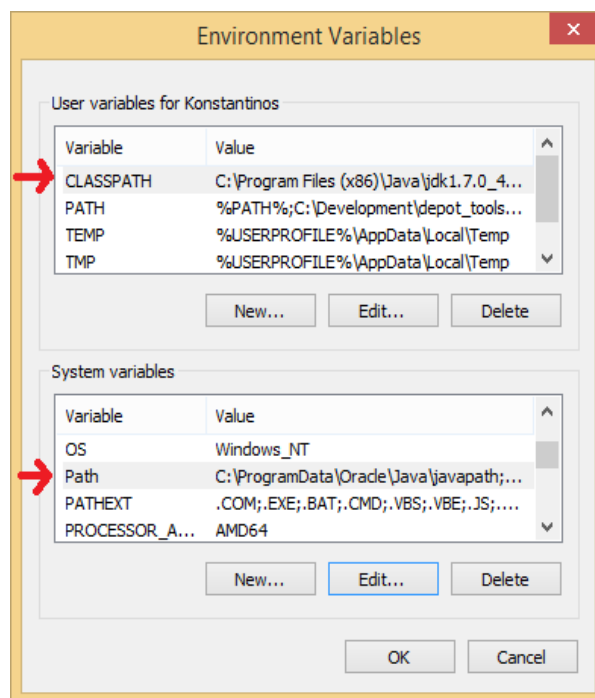 Environment Variables
User variables for Konstantinos
Variable Value
CLASSPATH C:\Program Files (x86)\Java\jdk1.7.0_4...
PATH %PATH%;C:\Development\depot_tools...
TEMP %USERPROFILE%\AppData\Local\Temp
TMP %USERPROFILE%\AppData\Local\Temp
New... Edit... Delete
System variables
Variable Value
OS Windows_NT
Path C:\ProgramData\Oracle\Java\javapath;...
PATHEXT .COM;.EXE;.BAT;.CMD;.VBS;.VBE;.JS;....
PROCESSOR_A... AMD64
New... Edit... Delete
OK Cancel